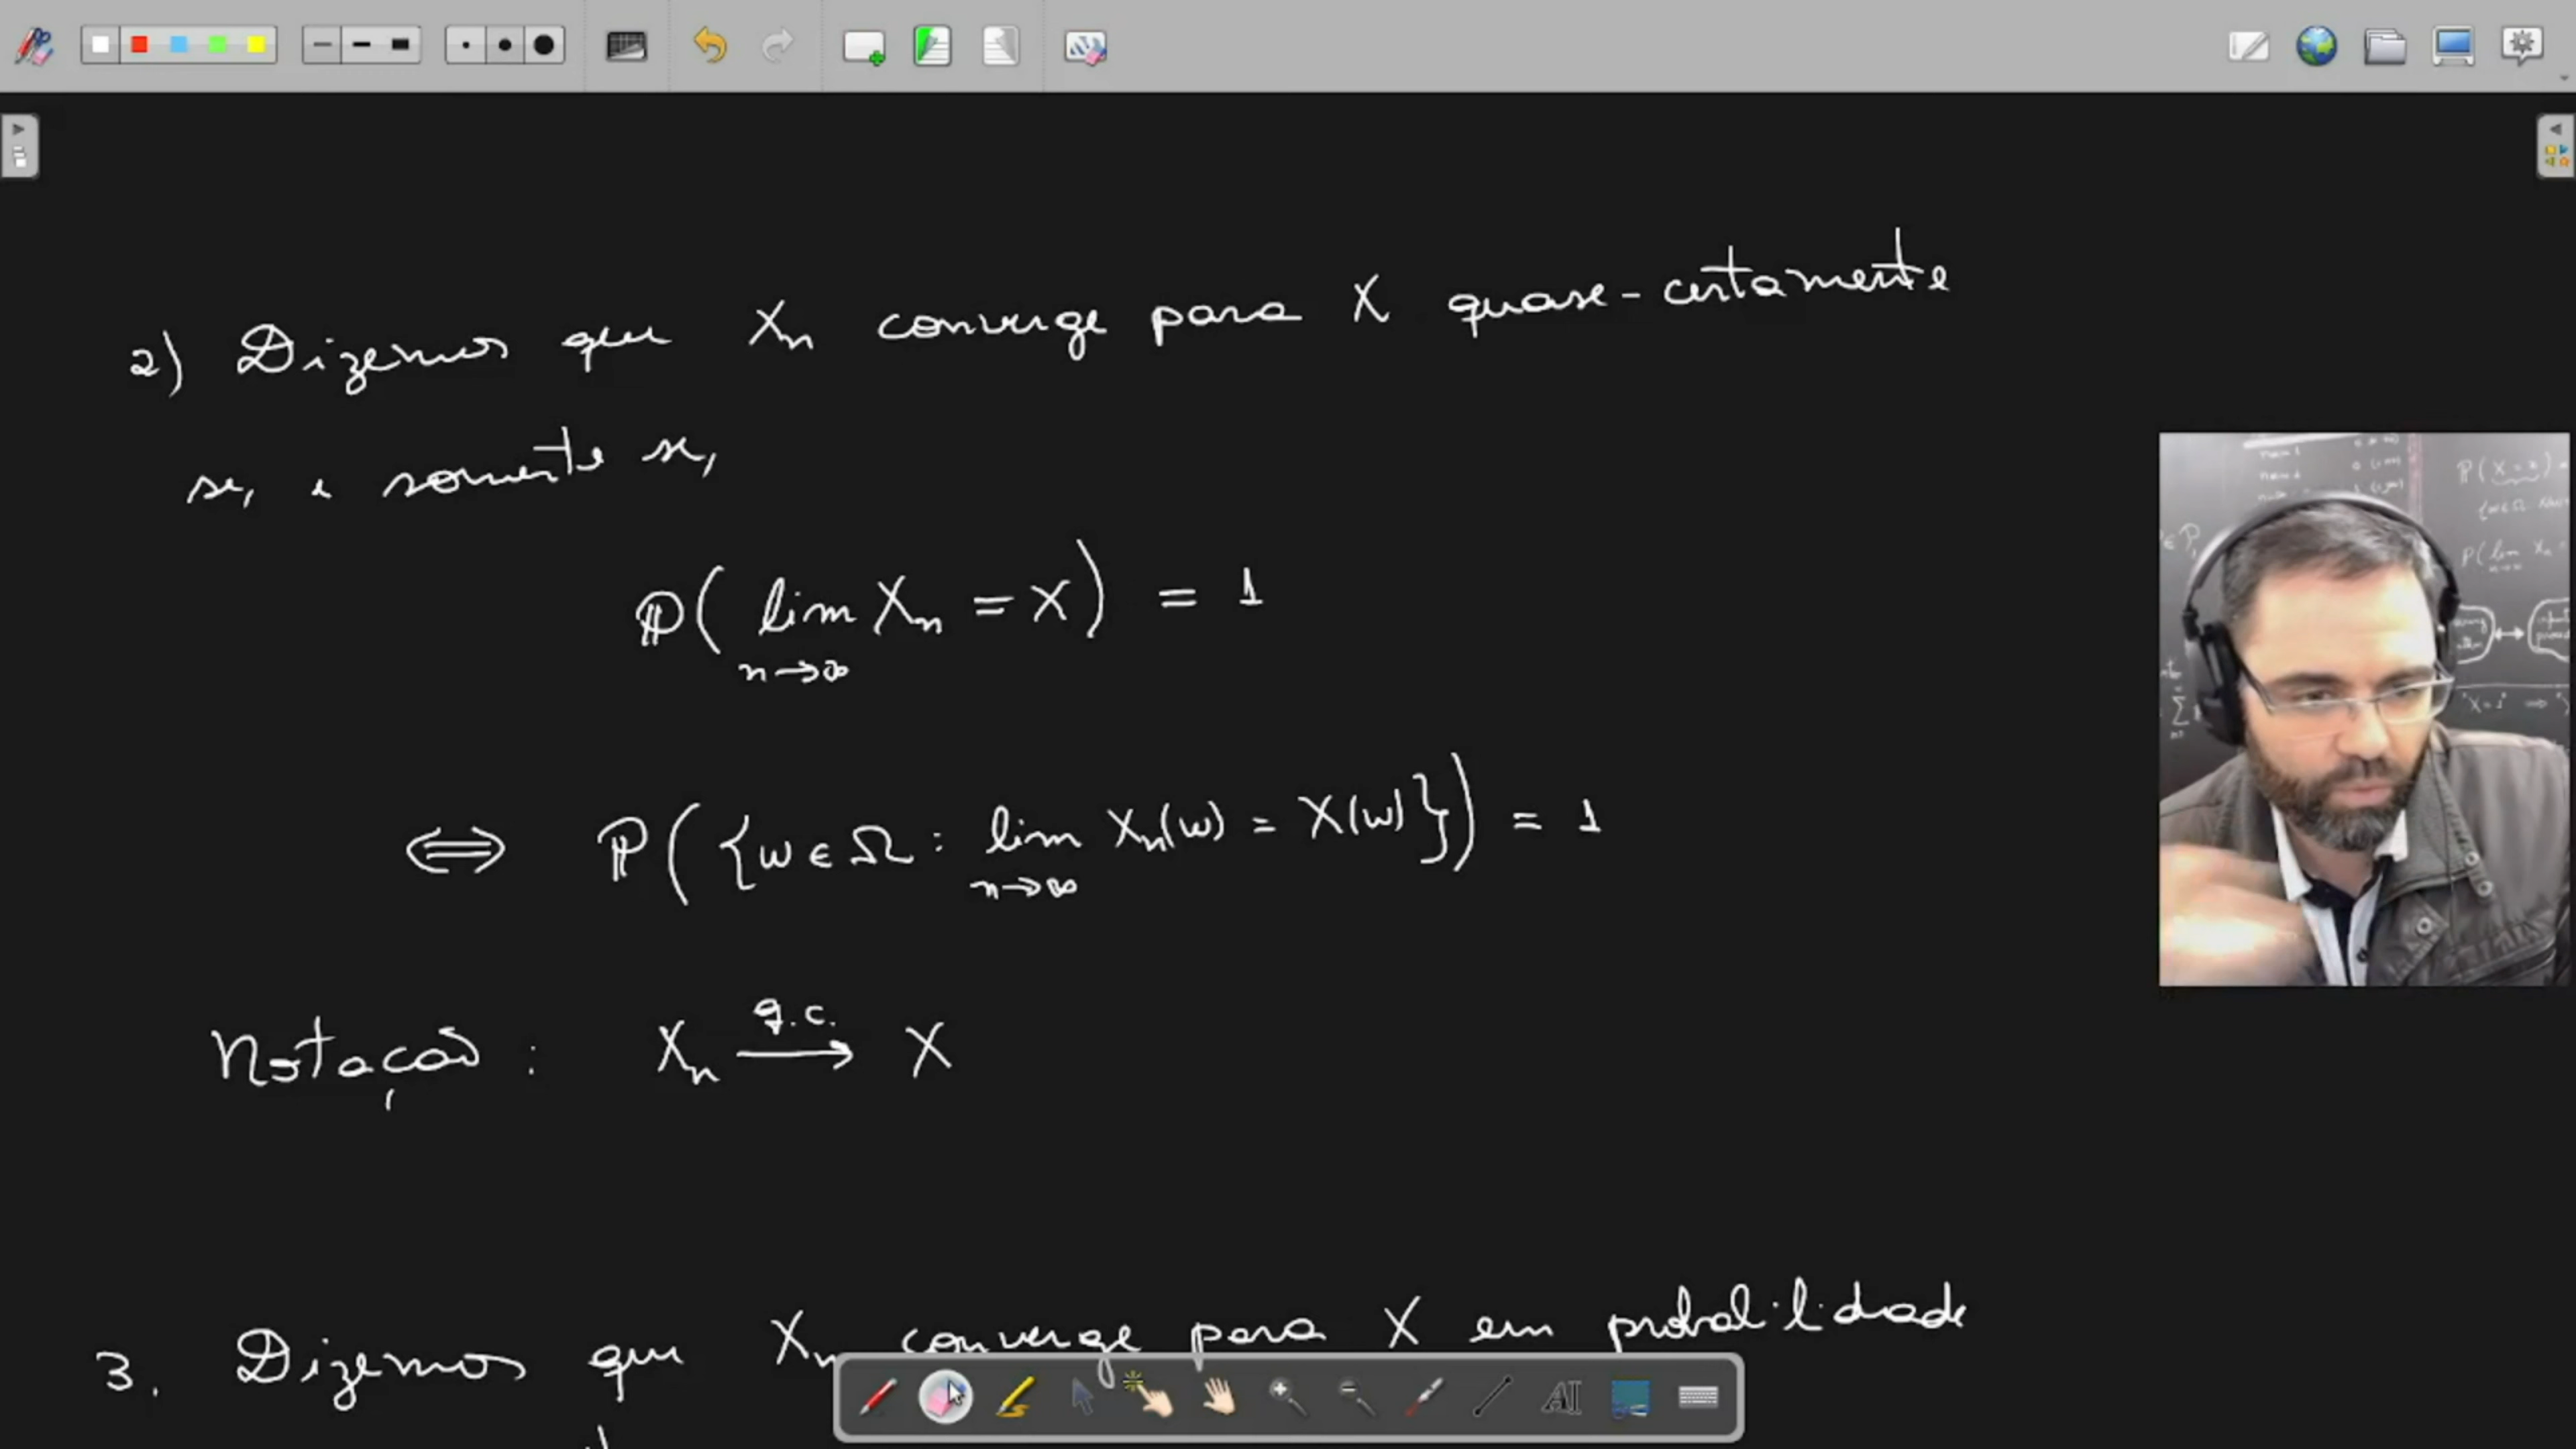 2) Dizemos que Xn converge para X quase-certamente
se, e somente se,
ℙ( lim Xn = X ) = 1
n→∞
⟺ ℙ( {w ∈ Ω : lim Xn(w) = X(w)} ) = 1
n→∞
Notação : Xn →(q.c.) X
3. Dizemos que Xn converge para X em probabilidade